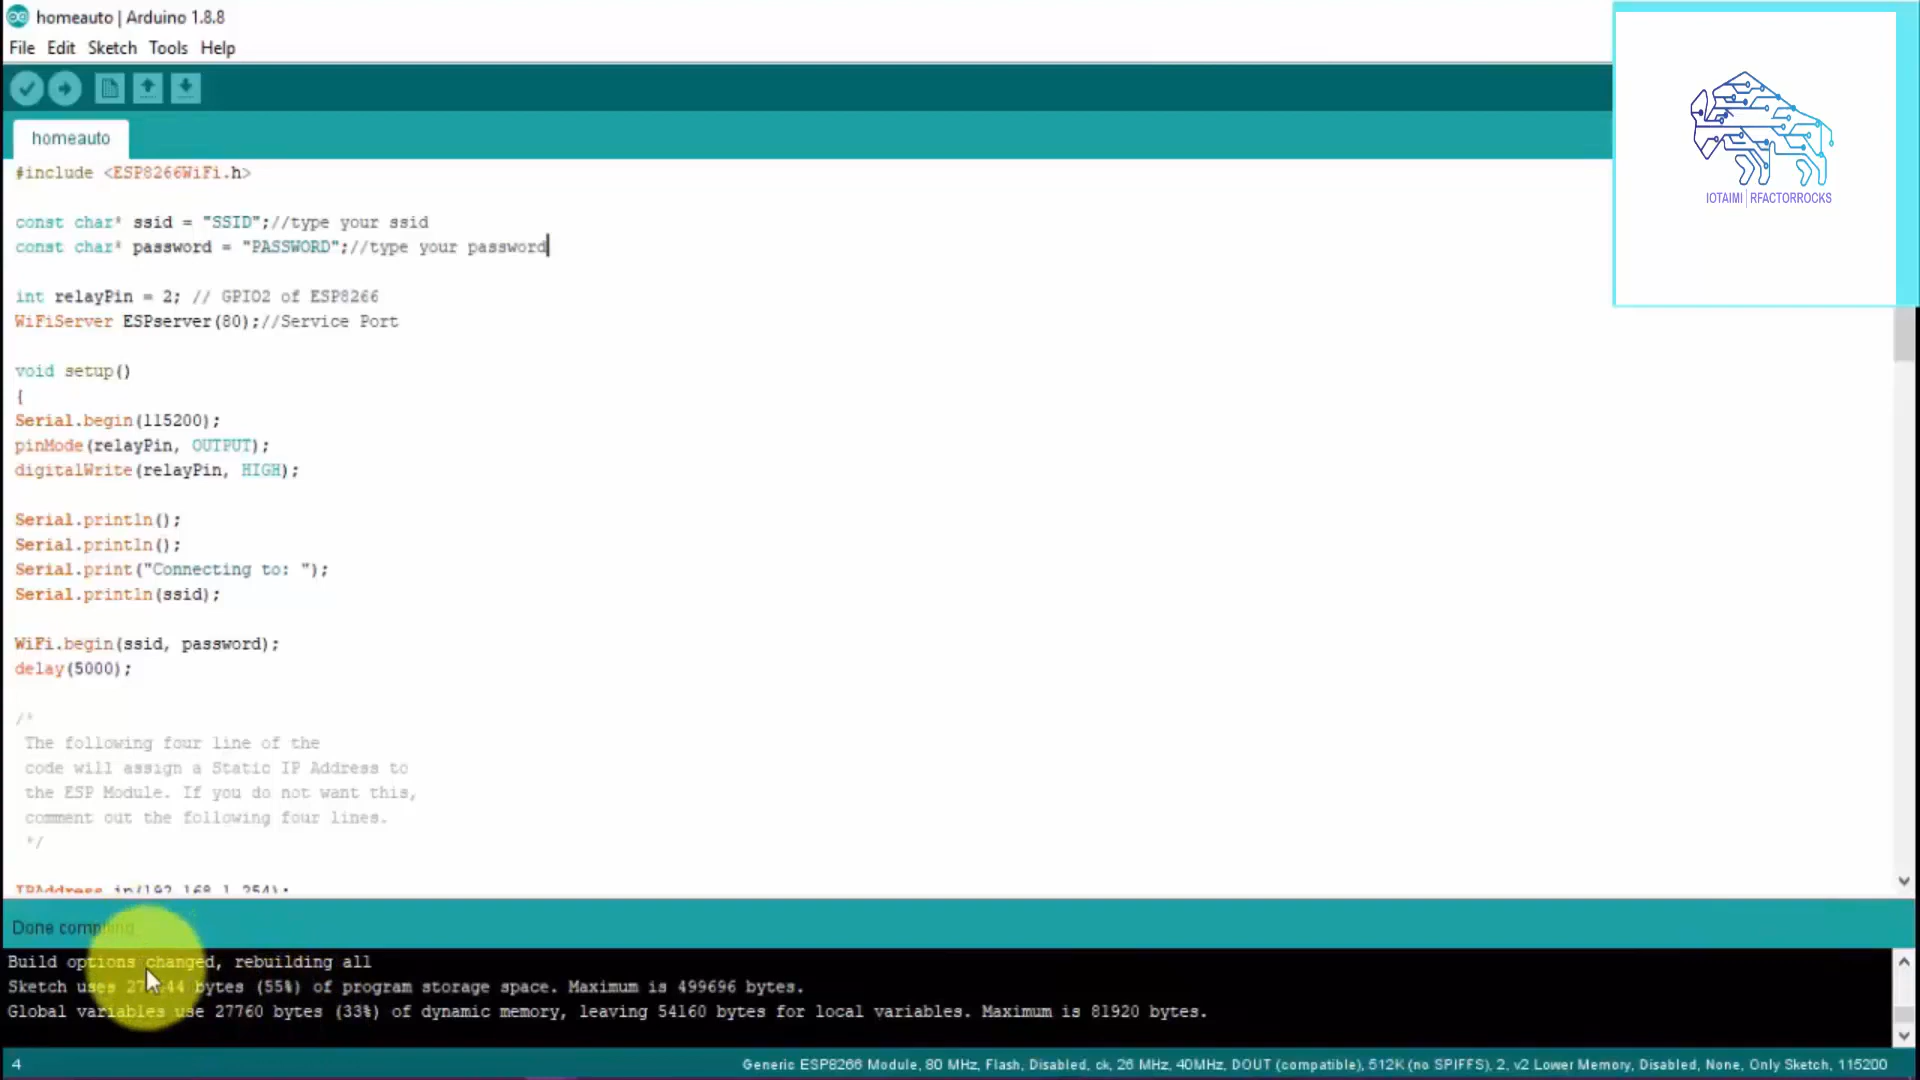 homeauto | Arduino 1.8.8
File Edit Sketch Tools Help
IOTAIMI | RFACTORROCKS
homeauto
#include <ESP8266WiFi.h>
const char* ssid = "SSID";//type your ssid
const char* password = "PASSWORD";//type your password
int relayPin = 2; // GPIO2 of ESP8266
WiFiServer ESPserver(80);//Service Port
void setup()
{
Serial.begin(115200);
pinMode(relayPin, OUTPUT);
digitalWrite(relayPin, HIGH);
Serial.println();
Serial.println();
Serial.print("Connecting to: ");
Serial.println(ssid);
WiFi.begin(ssid, password);
delay(5000);
/*
The following four line of the
code will assign a Static IP Address to
the ESP Module. If you do not want this,
comment out the following four lines.
*/
IPAddress ip(192.168.1.254);
Done compiling.
Build options changed, rebuilding all
Sketch uses bytes (55%) of program storage space. Maximum is 499696 bytes.
Global variables use 27760 bytes (33%) of dynamic memory, leaving 54160 bytes for local variables. Maximum is 81920 bytes.
4 Generic ESP8266 Module, 80 MHz, Flash, Disabled, ck, 26 MHz, 40MHz, DOUT (compatible), 512K (no SPIFFS), 2, v2 Lower Memory, Disabled, None, Only Sketch, 115200